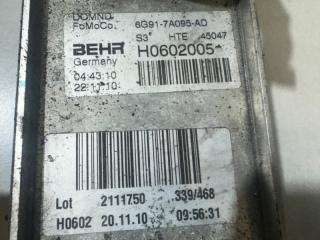 DOMND
FoMoCo 6G91-7A095-AD
S3 HTE 45047
BEHR H0602005
Germany
04:43:10
22.11.10
Lot 2111750 339/468
H0602 20.11.10 09:56:31